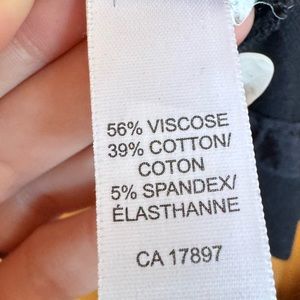 56% VISCOSE
39% COTTON/
COTON
5% SPANDEX/
ÉLASTHANNE
CA 17897